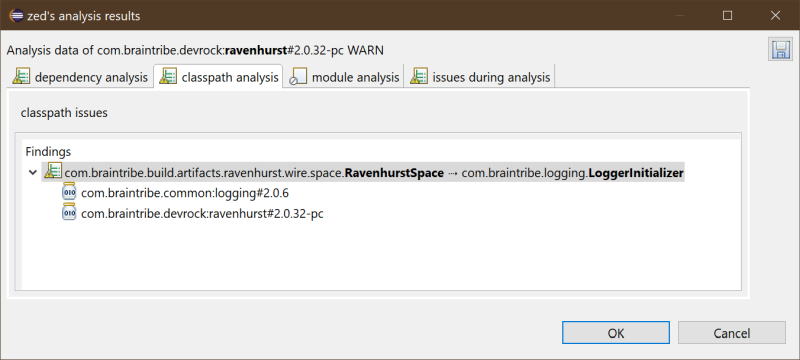 zed's analysis results
Analysis data of com.braintribe.devrock:ravenhurst#2.0.32-pc WARN
dependency analysis classpath analysis module analysis issues during analysis
classpath issues
Findings
com.braintribe.build.artifacts.ravenhurst.wire.space.RavenhurstSpace ⇢ com.braintribe.logging.LoggerInitializer
010 com.braintribe.common:logging#2.0.6
010 com.braintribe.devrock:ravenhurst#2.0.32-pc
OK Cancel